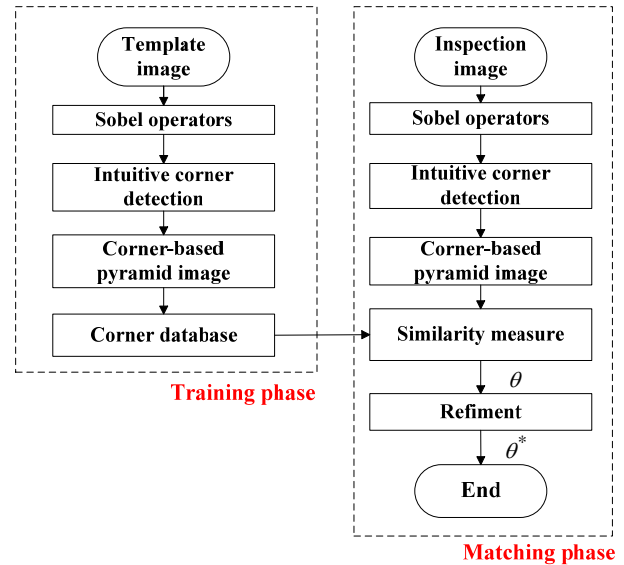 Template
image
Sobel operators
Intuitive corner
detection
Corner-based
pyramid image
Corner database
Training phase
Inspection
image
Sobel operators
Intuitive corner
detection
Corner-based
pyramid image
Similarity measure
θ
Refiment
θ*
End
Matching phase